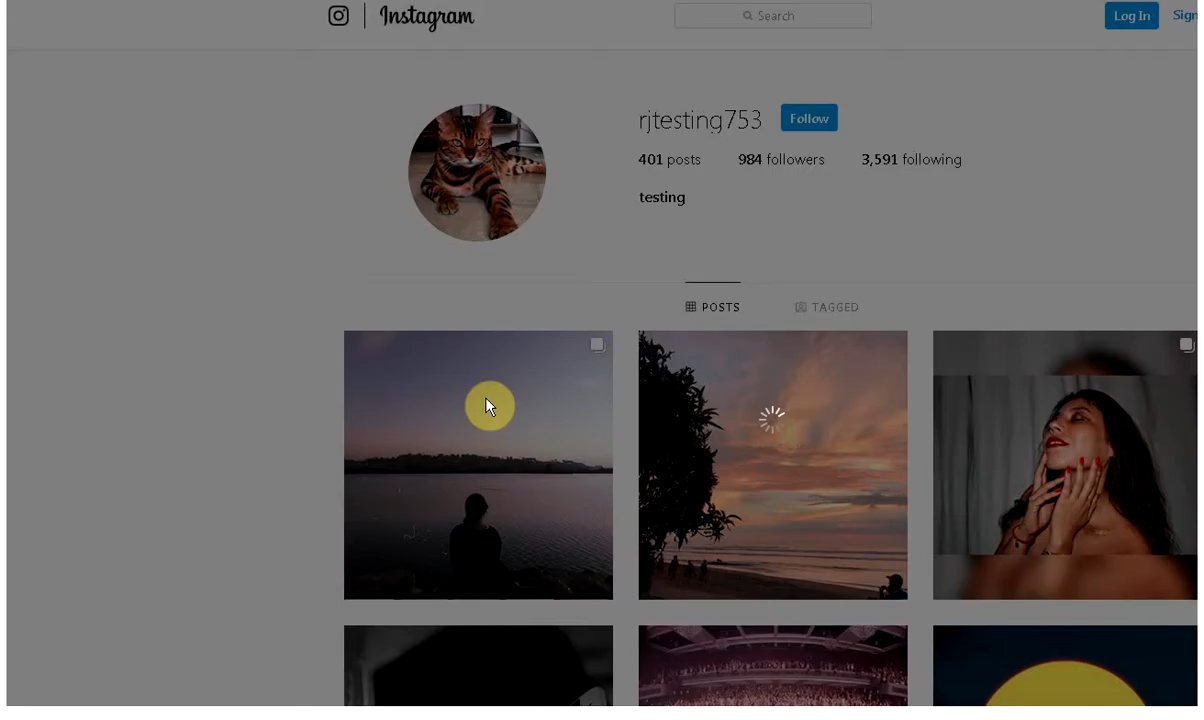 Instagram
Search
Log In
Sign
rjtesting753
Follow
401 posts
984 followers
3,591 following
testing
POSTS
TAGGED